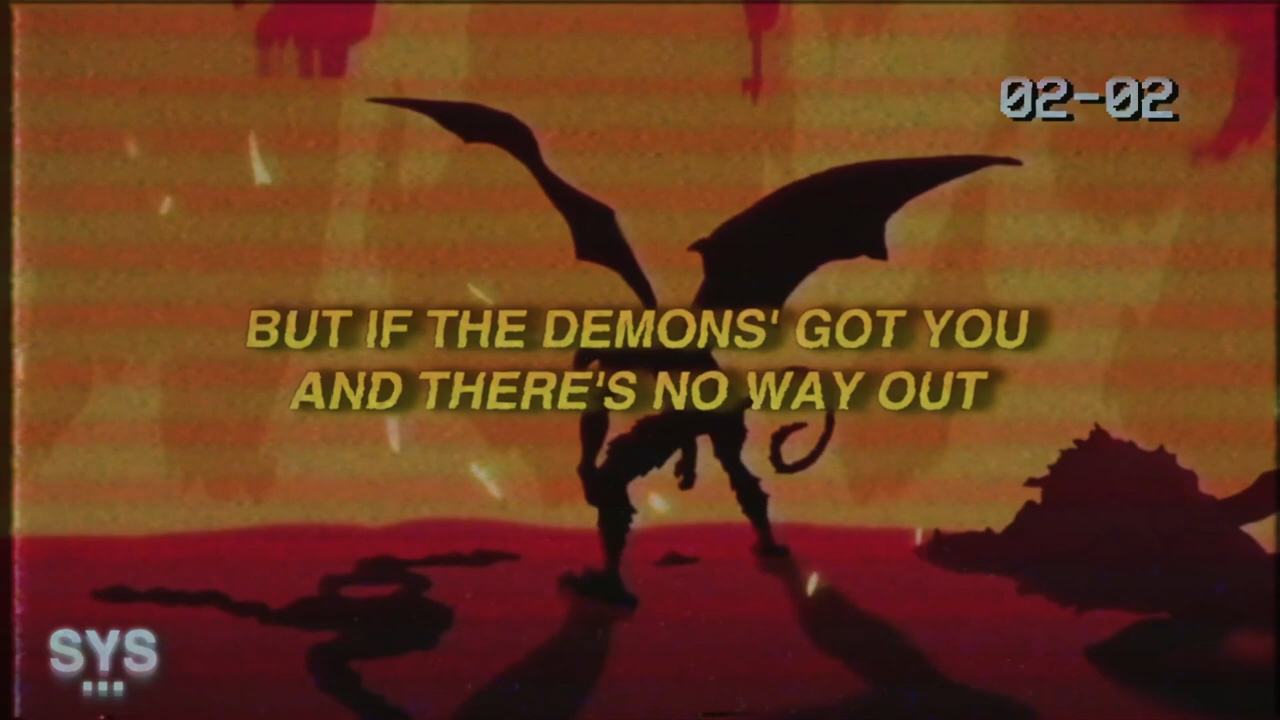 02-02
BUT IF THE DEMONS' GOT YOU
AND THERE'S NO WAY OUT
SYS